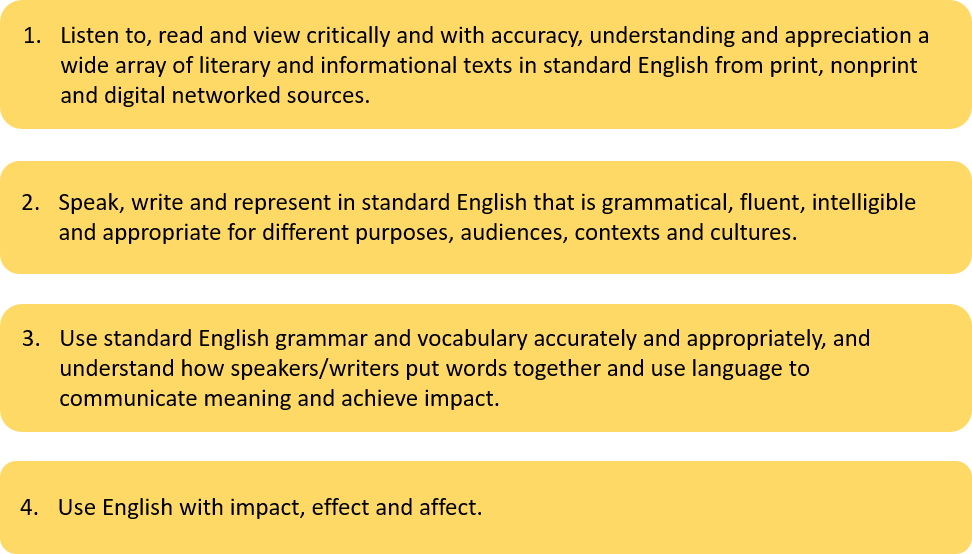 1. Listen to, read and view critically and with accuracy, understanding and appreciation a
wide array of literary and informational texts in standard English from print, nonprint
and digital networked sources.
2. Speak, write and represent in standard English that is grammatical, fluent, intelligible
and appropriate for different purposes, audiences, contexts and cultures.
3. Use standard English grammar and vocabulary accurately and appropriately, and
understand how speakers/writers put words together and use language to
communicate meaning and achieve impact.
4. Use English with impact, effect and affect.